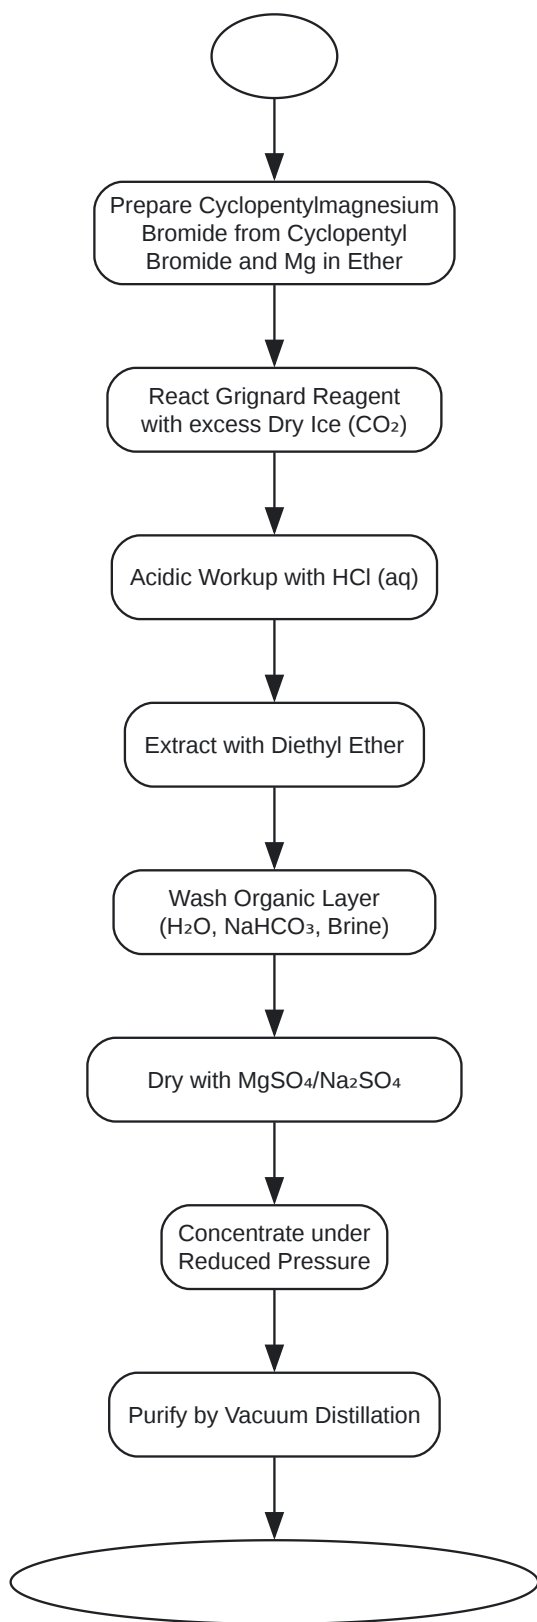 Prepare Cyclopentylmagnesium
Bromide from Cyclopentyl
Bromide and Mg in Ether
React Grignard Reagent
with excess Dry Ice (CO₂)
Acidic Workup with HCl (aq)
Extract with Diethyl Ether
Wash Organic Layer
(H₂O, NaHCO₃, Brine)
Dry with MgSO₄/Na₂SO₄
Concentrate under
Reduced Pressure
Purify by Vacuum Distillation